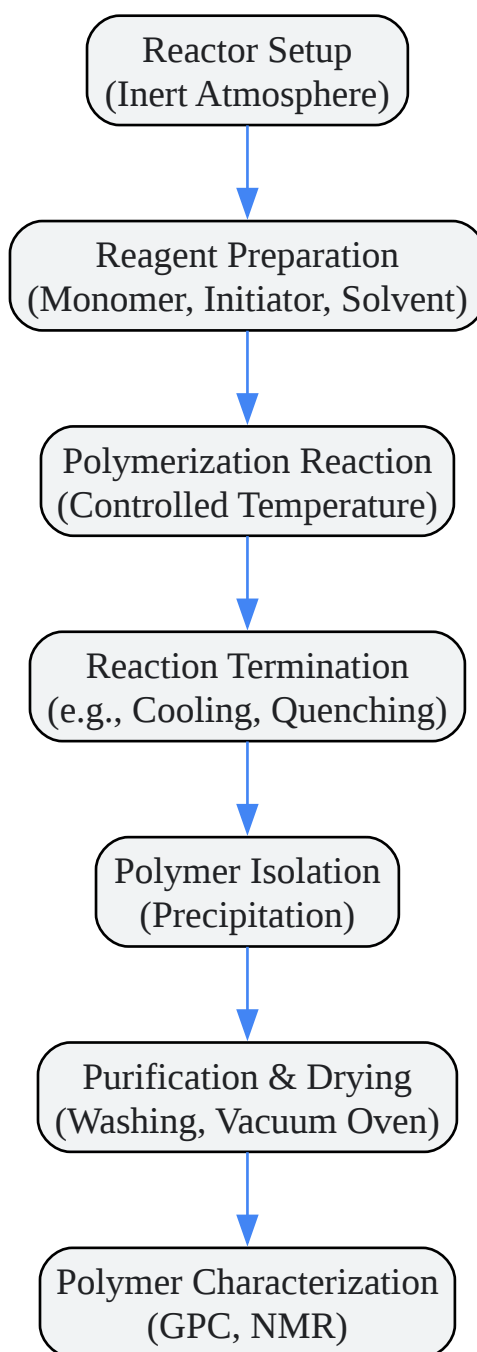 Reactor Setup
(Inert Atmosphere)
Reagent Preparation
(Monomer, Initiator, Solvent)
Polymerization Reaction
(Controlled Temperature)
Reaction Termination
(e.g., Cooling, Quenching)
Polymer Isolation
(Precipitation)
Purification & Drying
(Washing, Vacuum Oven)
Polymer Characterization
(GPC, NMR)